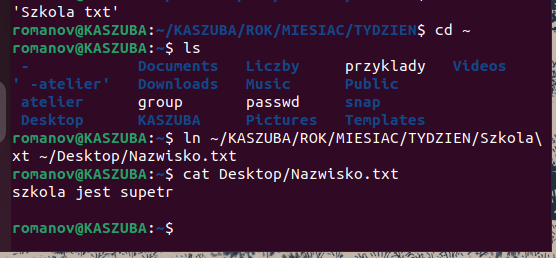 'Szkola txt'
romanov@KASZUBA:~/KASZUBA/ROK/MIESIAC/TYDZIEN$ cd ~
romanov@KASZUBA:~$ ls
- Documents Liczby przyklady Videos
' -atelier' Downloads Music Public
atelier group passwd snap
Desktop KASZUBA Pictures Templates
romanov@KASZUBA:~$ ln ~/KASZUBA/ROK/MIESIAC/TYDZIEN/Szkola\
xt ~/Desktop/Nazwisko.txt
romanov@KASZUBA:~$ cat Desktop/Nazwisko.txt
szkola jest supetr
romanov@KASZUBA:~$